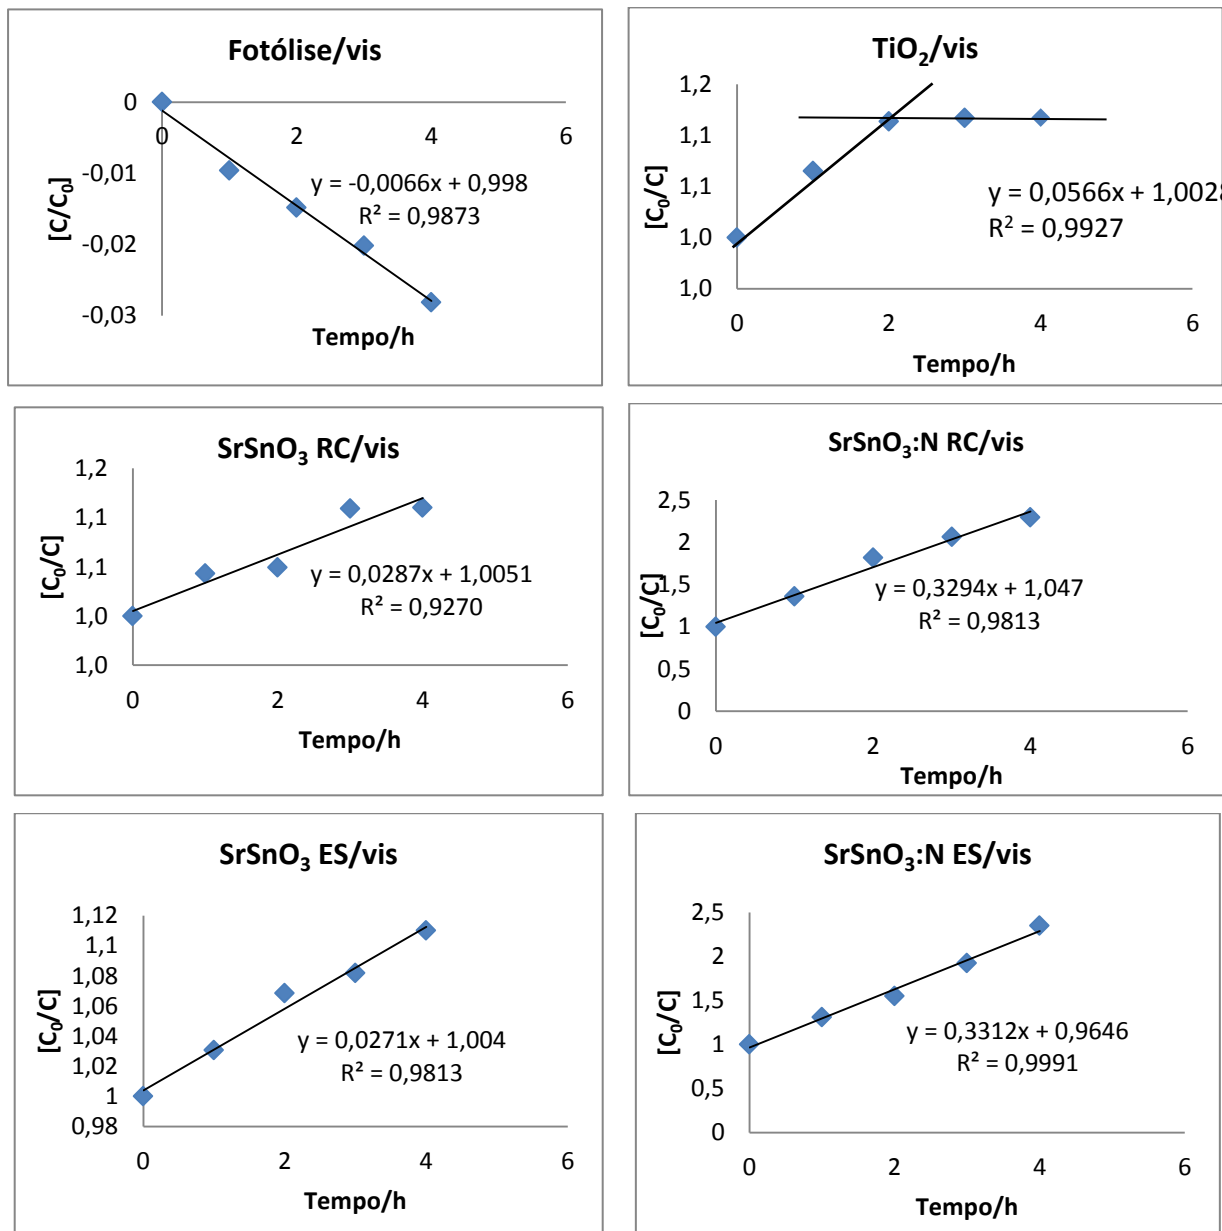 Fotólise/vis
[C/C₀]
0
-0,01
-0,02
-0,03
0 2 4 6
y = -0,0066x + 0,998
R² = 0,9873
Tempo/h
TiO₂/vis
[C₀/C]
1,2
1,1
1,1
1,0
1,0
y = 0,0566x + 1,0028
R² = 0,9927
0 2 4 6
Tempo/h
SrSnO₃ RC/vis
[C₀/C]
1,2
1,1
1,1
1,0
1,0
y = 0,0287x + 1,0051
R² = 0,9270
0 2 4 6
Tempo/h
SrSnO₃:N RC/vis
[C₀/C]
2,5
2
1,5
1
0,5
0
y = 0,3294x + 1,047
R² = 0,9813
0 2 4 6
Tempo/h
SrSnO₃ ES/vis
[C₀/C]
1,12
1,1
1,08
1,06
1,04
1,02
1
0,98
y = 0,0271x + 1,004
R² = 0,9813
0 2 4 6
Tempo/h
SrSnO₃:N ES/vis
[C₀/C]
2,5
2
1,5
1
0,5
0
y = 0,3312x + 0,9646
R² = 0,9991
0 2 4 6
Tempo/h